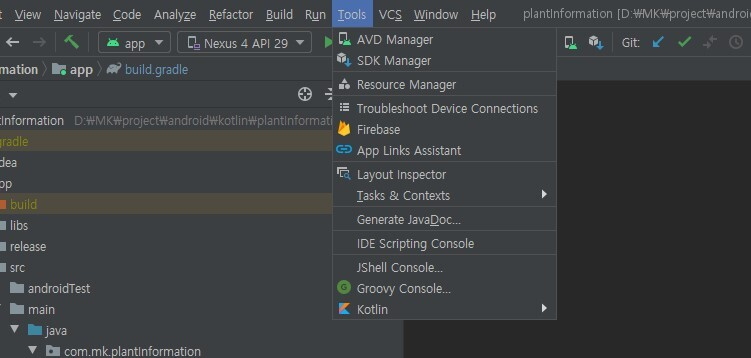 t View Navigate Code Analyze Refactor Build Run Tools VCS Window Help plantInformation [D:₩MK₩project₩android
app Nexus 4 API 29 Git:
mation app build.gradle
AVD Manager
SDK Manager
Resource Manager
Troubleshoot Device Connections
Firebase
App Links Assistant
Layout Inspector
Tasks & Contexts
Generate JavaDoc...
IDE Scripting Console
JShell Console...
Groovy Console...
Kotlin
tInformation D:₩MK₩project₩android₩kotlin₩plantInformati
gradle
dea
pp
build
libs
release
src
androidTest
main
java
com.mk.plantInformation